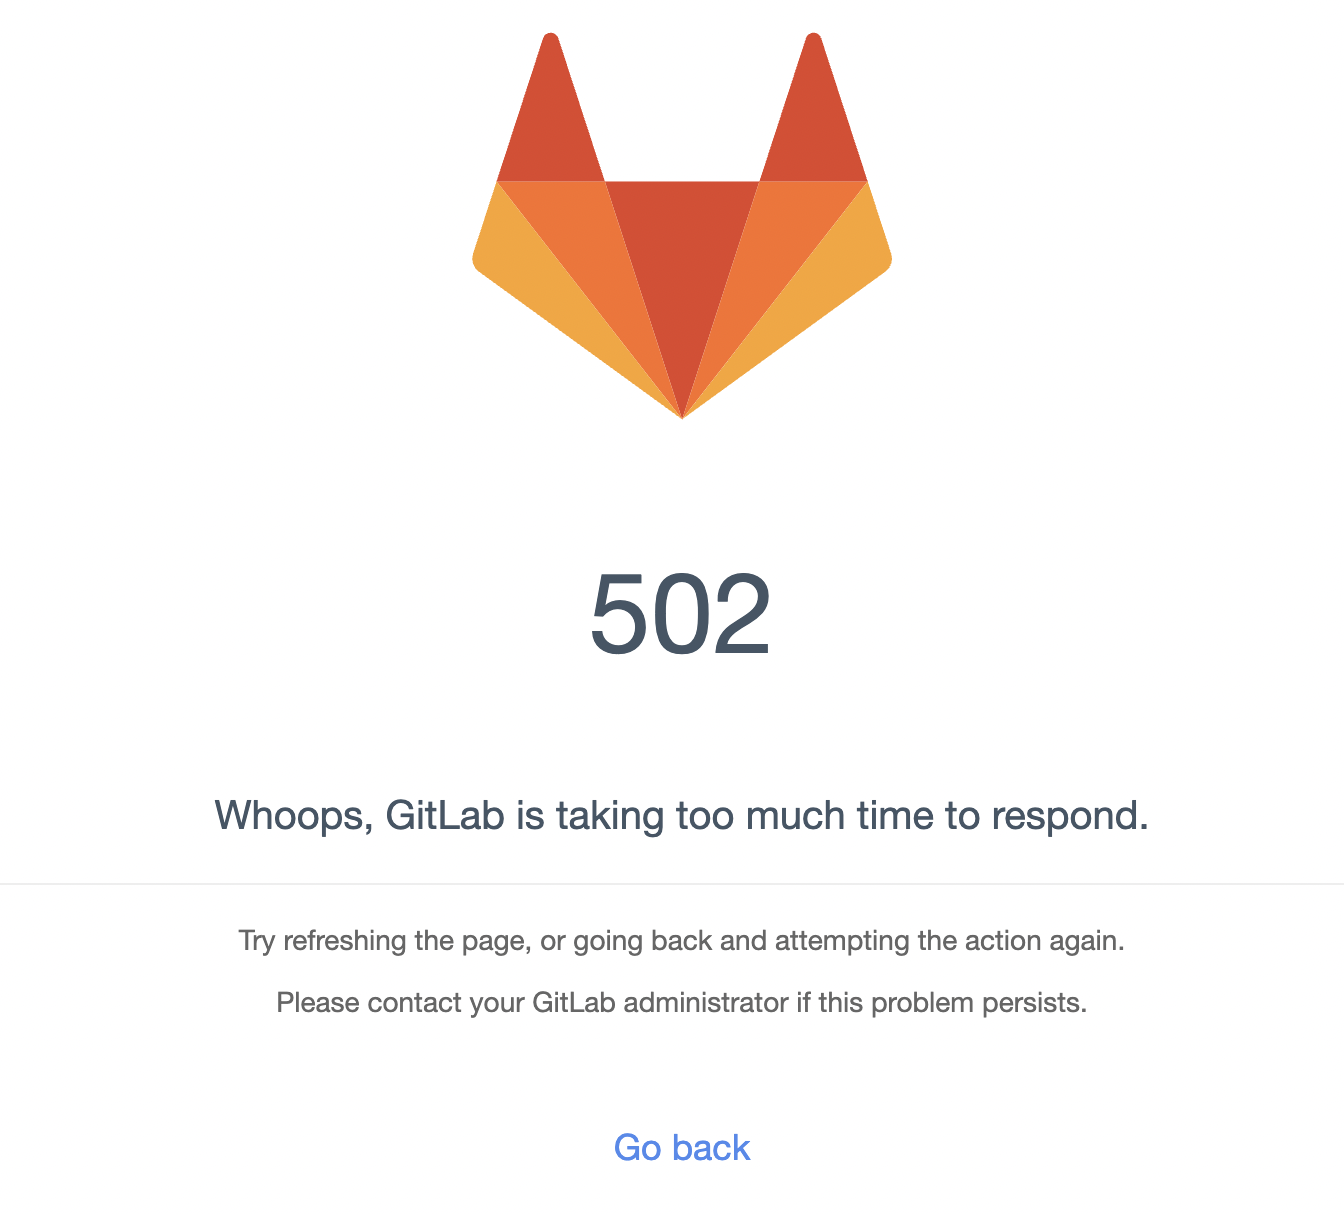 502
Whoops, GitLab is taking too much time to respond.
Try refreshing the page, or going back and attempting the action again.
Please contact your GitLab administrator if this problem persists.
Go back